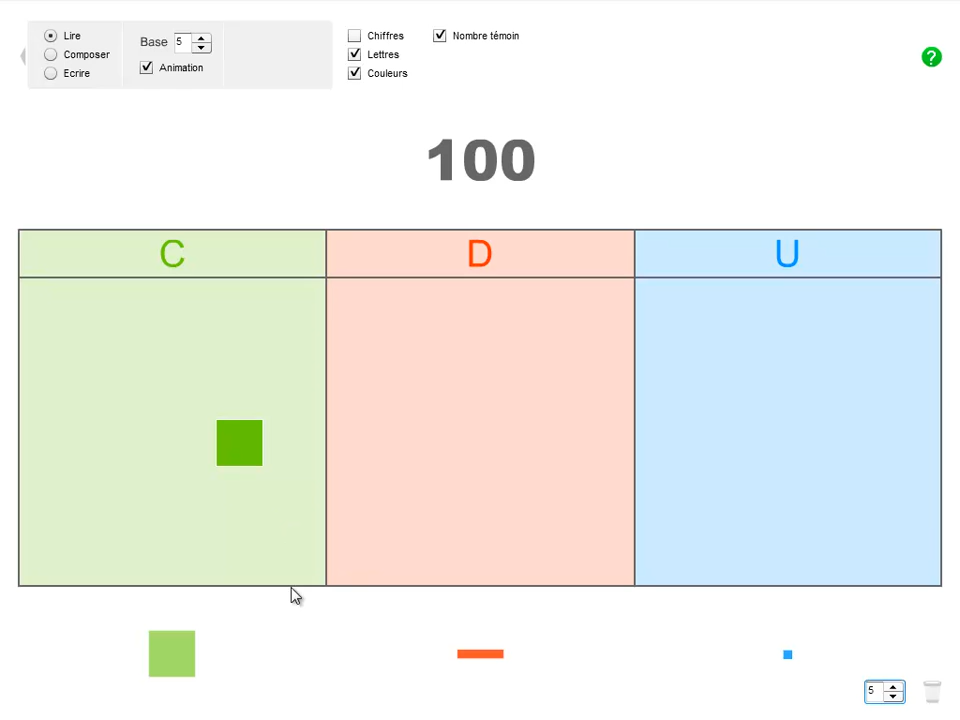 Lire
Composer
Ecrire
Base 5
Animation
Chiffres
Lettres
Couleurs
Nombre témoin
?
100
C D U
5